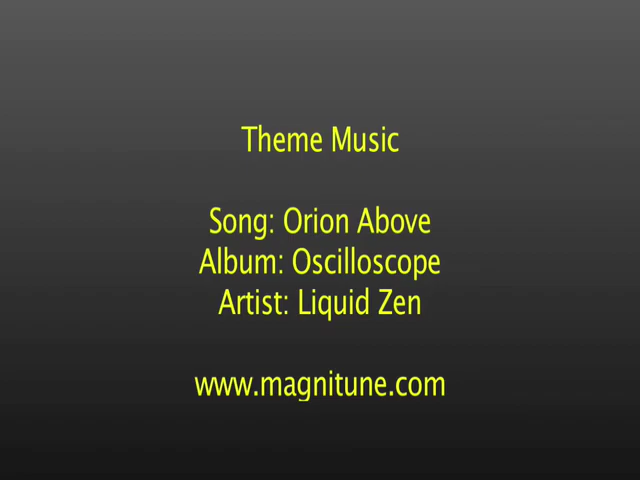 Theme Music
Song: Orion Above
Album: Oscilloscope
Artist: Liquid Zen
www.magnitune.com